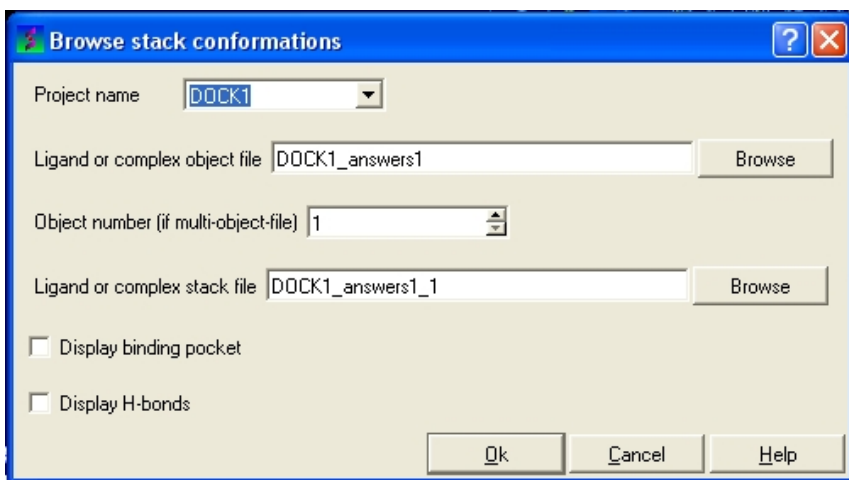 Browse stack conformations
Project name DOCK1
Ligand or complex object file DOCK1_answers1 Browse
Object number (if multi-object-file) 1
Ligand or complex stack file DOCK1_answers1_1 Browse
Display binding pocket
Display H-bonds
Ok Cancel Help